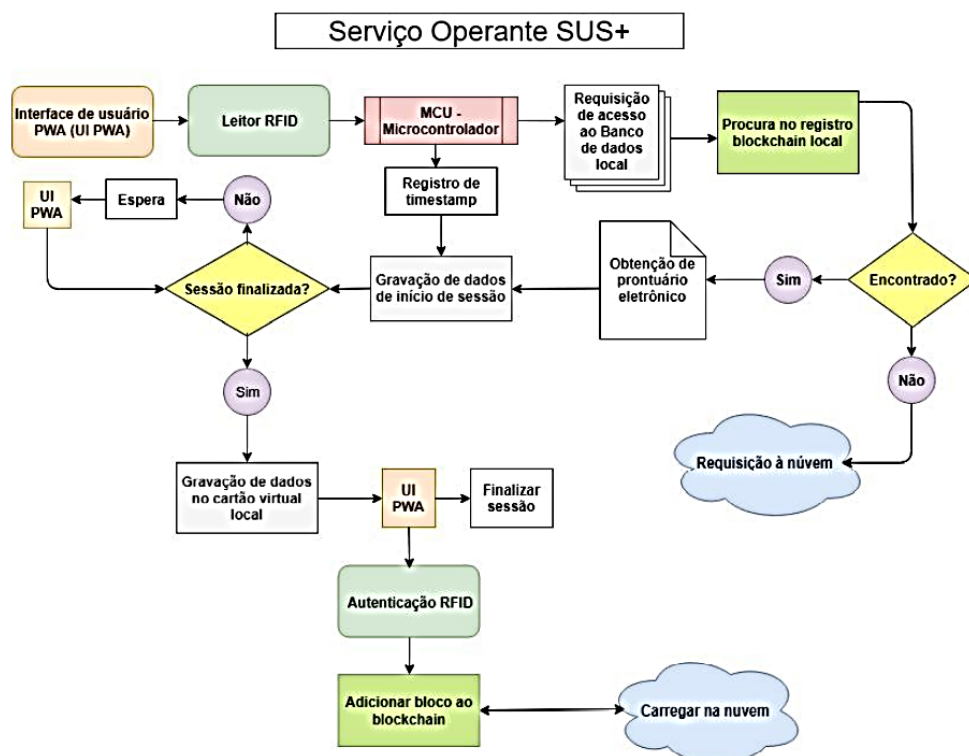 Serviço Operante SUS+
Interface de usuário
PWA (UI PWA)
Leitor RFID
MCU -
Microcontrolador
Requisição
de acesso ao
Banco de
dados local
Procura no registro
blockchain local
UI
PWA
Espera
Não
Registro de
timestamp
Sessão finalizada?
Gravação de dados
de início de sessão
Obtenção de
prontuário
eletrônico
Sim
Encontrado?
Não
Sim
Requisição à núvem
Gravação de dados
no cartão virtual
local
UI
PWA
Finalizar
sessão
Autenticação RFID
Adicionar bloco ao
blockchain
Carregar na nuvem